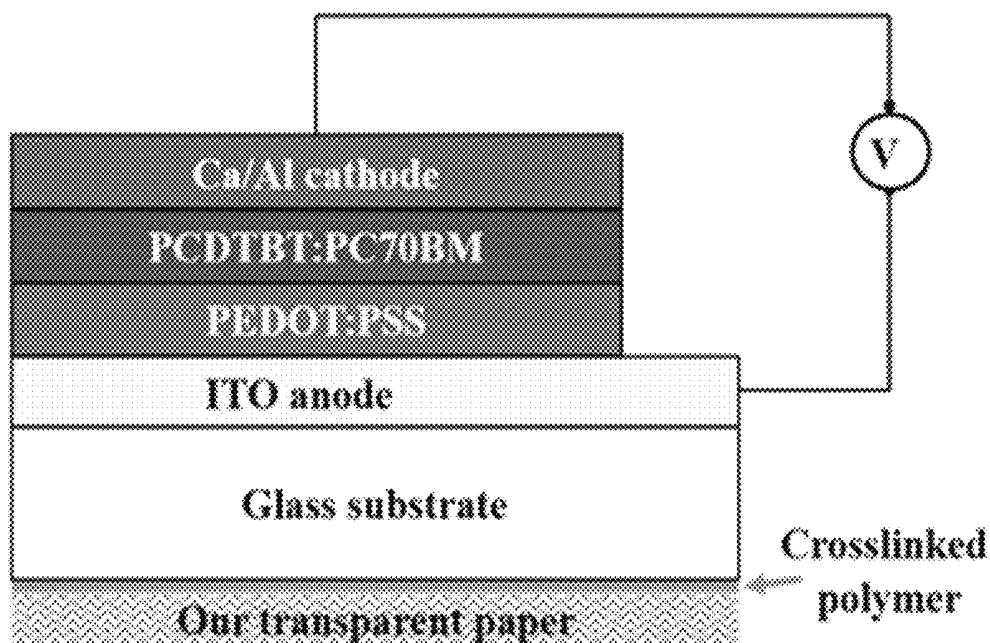 V
Ca/Al cathode
PCDTBT:PC70BM
PEDOT:PSS
ITO anode
Glass substrate
Crosslinked
polymer
Our transparent paper